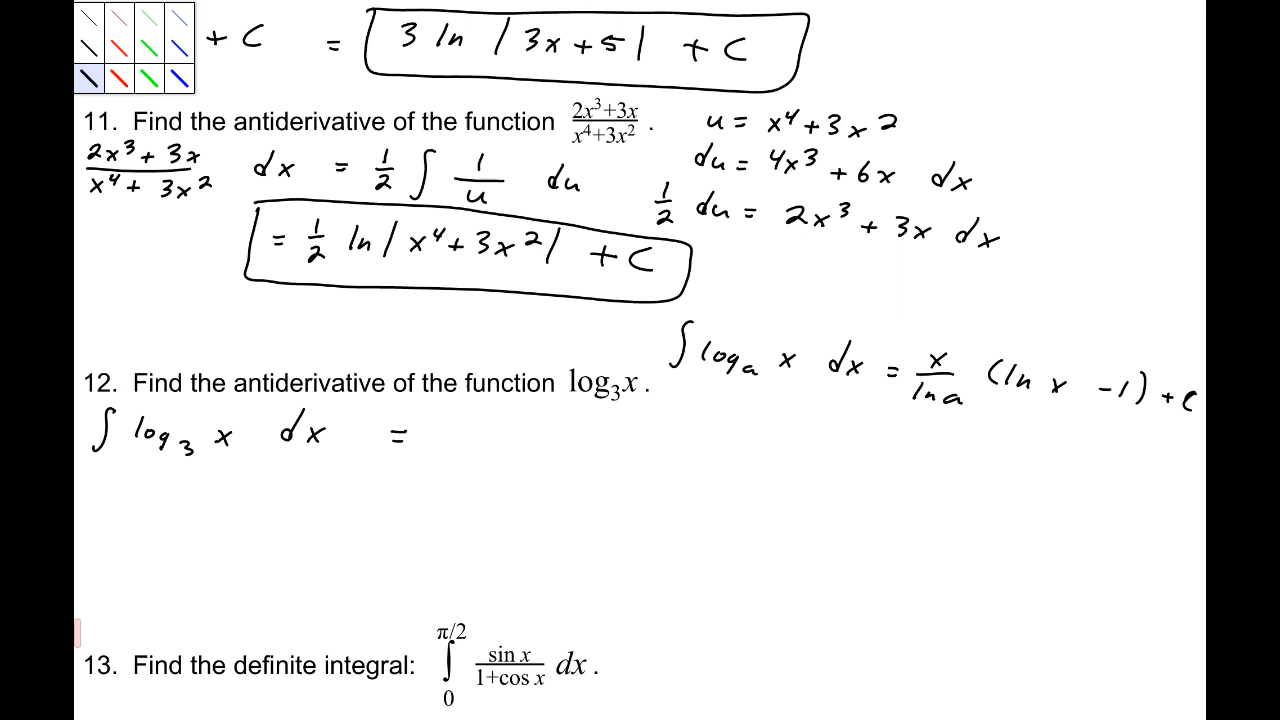 + C = 3 ln |3x + 5| + C
11. Find the antiderivative of the function (2x³+3x)/(x⁴+3x²) .
u = x⁴ + 3x²
(2x³ + 3x)/(x⁴ + 3x²) dx = 1/2 ∫ 1/u du
du = 4x³ + 6x dx
1/2 du = 2x³ + 3x dx
= 1/2 ln |x⁴ + 3x²| + C
∫ logₐ x dx = x/ln a (ln x - 1) + C
12. Find the antiderivative of the function log₃x .
∫ log₃ x dx =
13. Find the definite integral: ∫₀^(π/2) sin x/(1+cos x) dx .